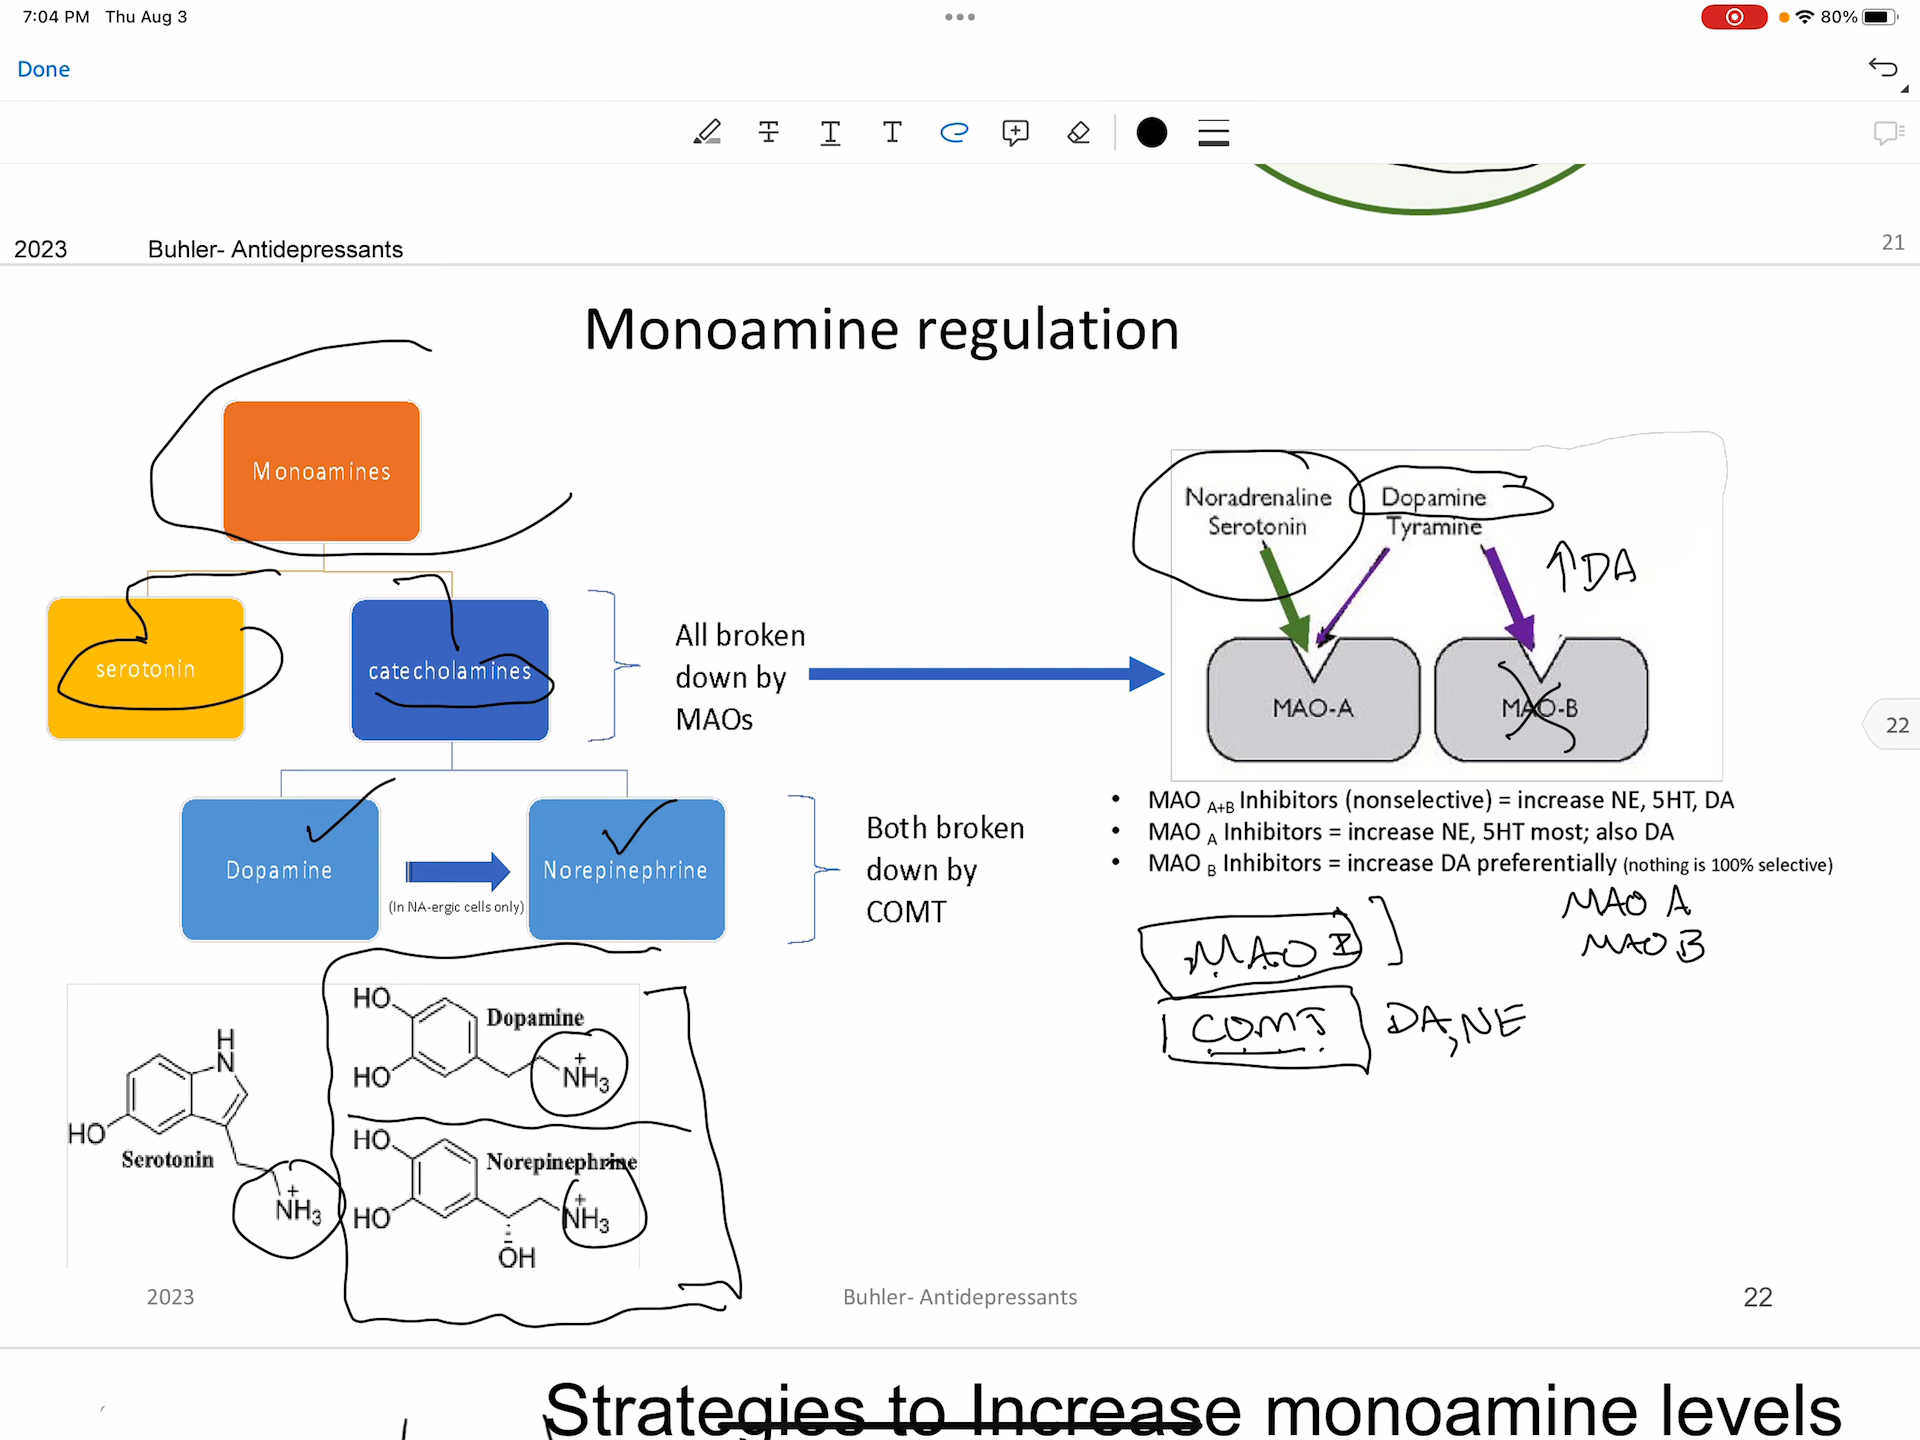 7:04 PM Thu Aug 3
80%
Done
2023 Buhler- Antidepressants
21
Monoamine regulation
Monoamines
serotonin
catecholamines
All broken
down by
MAOs
Dopamine
(In NA-ergic cells only)
Norepinephrine
Both broken
down by
COMT
Noradrenaline
Serotonin
Dopamine
Tyramine
↑DA
MAO-A
MAO-B
22
• MAO A+B Inhibitors (nonselective) = increase NE, 5HT, DA
• MAO A Inhibitors = increase NE, 5HT most; also DA
• MAO B Inhibitors = increase DA preferentially (nothing is 100% selective)
MAO A
MAO B
MAO I
COMT
DA, NE
HO
HO
Dopamine
+
NH3
HO
HO
Norepinephrine
+
NH3
OH
H
N
HO
Serotonin
+
NH3
2023
Buhler- Antidepressants
22
Strategies to Increase monoamine levels